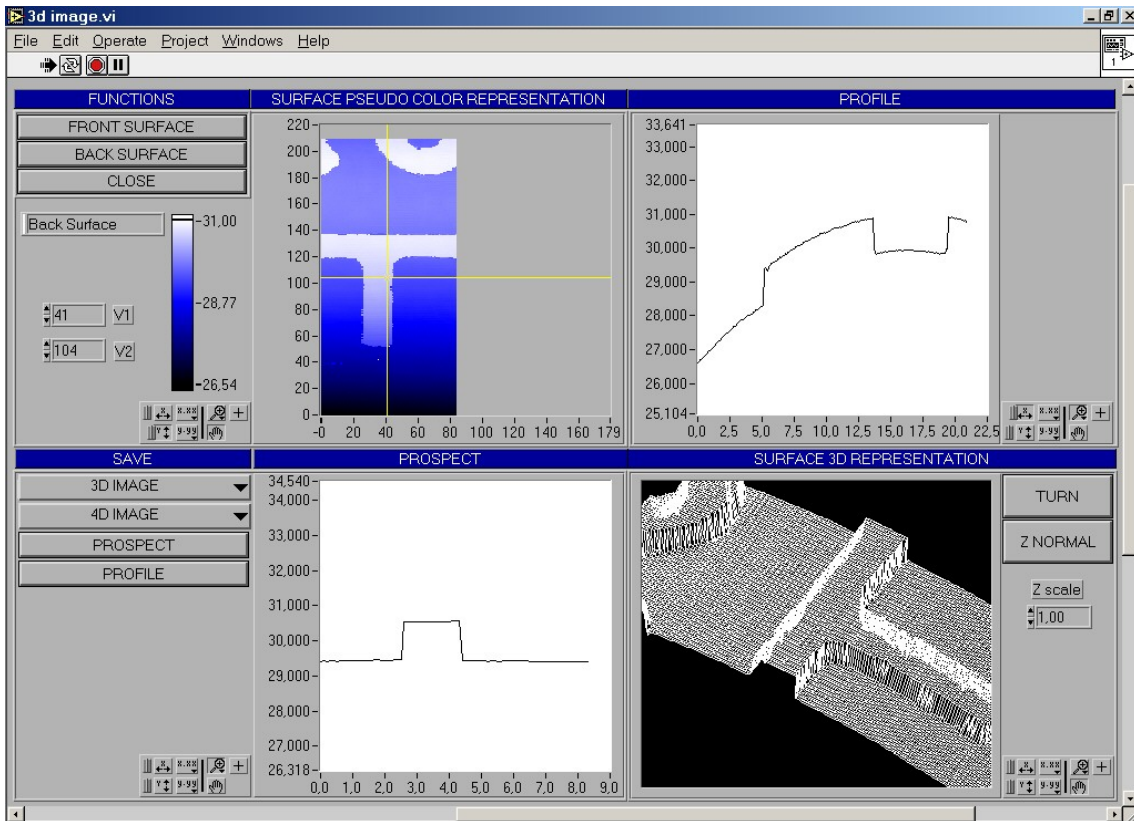 3d image.vi
File Edit Operate Project Windows Help
1
FUNCTIONS
FRONT SURFACE
BACK SURFACE
CLOSE
Back Surface
31,00
28,77
26,54
41 V1
104 V2
SURFACE PSEUDO COLOR REPRESENTATION
220
200
180
160
140
120
100
80
60
40
20
0
-0 20 40 60 80 100 120 140 160 179
PROFILE
33,641
33,000
32,000
31,000
30,000
29,000
28,000
27,000
26,000
25,104
0,0 2,5 5,0 7,5 10,0 12,5 15,0 17,5 20,0 22,5
SAVE
3D IMAGE
4D IMAGE
PROSPECT
PROFILE
PROSPECT
34,540
34,000
33,000
32,000
31,000
30,000
29,000
28,000
27,000
26,318
0,0 1,0 2,0 3,0 4,0 5,0 6,0 7,0 8,0 9,0
SURFACE 3D REPRESENTATION
TURN
Z NORMAL
Z scale
1,00